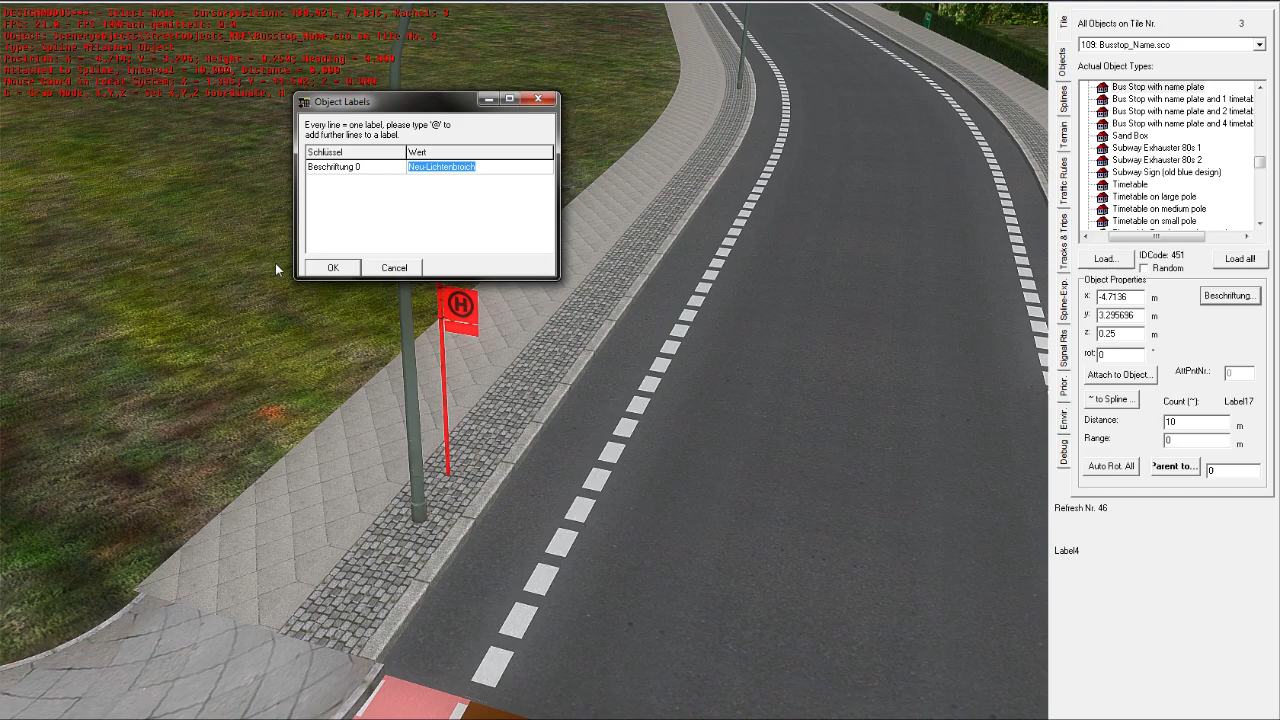 Object Labels
Every line = one label, please type '@' to
add further lines to a label.
Schlüssel Wert
Beschriftung 0 Neu-Lichtenbroich
OK Cancel
H
Tile
Objects
Splines
Terrain
Traffic Rules
Tracks & Trips
Spline-Exp.
Signal Rts
Prior.
Envir.
Debug
All Objects on Tile Nr. 3
109: Busstop_Name.sco
Actual Object Types:
Bus Stop with name plate
Bus Stop with name plate and 1 timetab
Bus Stop with name plate and 2 timetab
Bus Stop with name plate and 4 timetab
Sand Box
Subway Exhauster 80s 1
Subway Exhauster 80s 2
Subway Sign (old blue design)
Timetable
Timetable on large pole
Timetable on medium pole
Timetable on small pole
Load... IDCode: 451 Load all
Random
Object Properties
x: -4.7136 m Beschriftung...
y: 3.295696 m
z: 0.25 m
rot: 0 °
Attach to Object... AttPntNr.: 0
~ to Spline ... Count (~): Label17
Distance: 10 m
Range: 0 m
Auto Rot. All Parent to... 0
Refresh Nr. 46
Label4